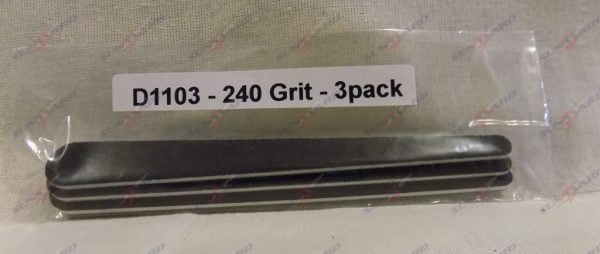 D1103 - 240 Grit - 3pack